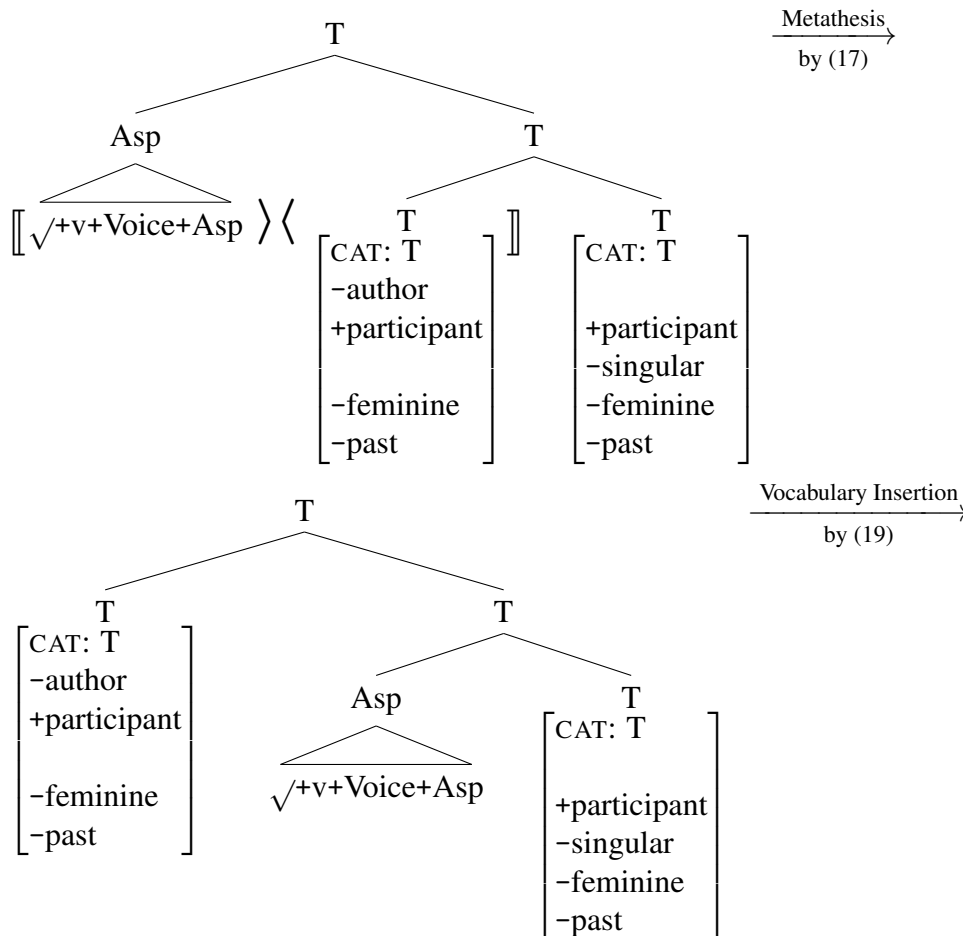 T
Metathesis
by (17)
Asp
T
⟦√+v+Voice+Asp ⟩⟨
T
⟧
T
CAT: T
CAT: T
−author
+participant
+participant
−singular
−feminine
−feminine
−past
−past
Vocabulary Insertion
by (19)
T
T
T
CAT: T
−author
Asp
T
+participant
CAT: T
√+v+Voice+Asp
−feminine
+participant
−past
−singular
−feminine
−past